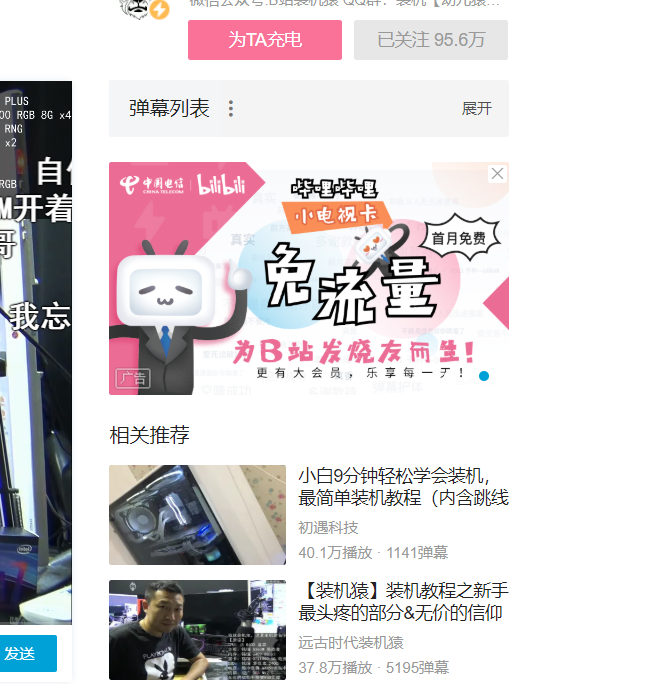 微信公众号:B站装机猿 QQ群: 装机【幼儿猿…
为TA充电
已关注 95.6万
弹幕列表
展开
PLUS
00 RGB 8G x4
RNG
x2
RGB
自作
M开着
哥
我忘
发送
中国电信
CHINA TELECOM
bilibili
哔哩哔哩
小电祝卡
首月免费
免流量
为B站发烧友而生!
更有大会员，乐享每一天!
广告
相关推荐
小白9分钟轻松学会装机，
最简单装机教程（内含跳线
初遇科技
40.1万播放 · 1141弹幕
【装机猿】装机教程之新手
最头疼的部分&无价的信仰
远古时代装机猿
37.8万播放 · 5195弹幕